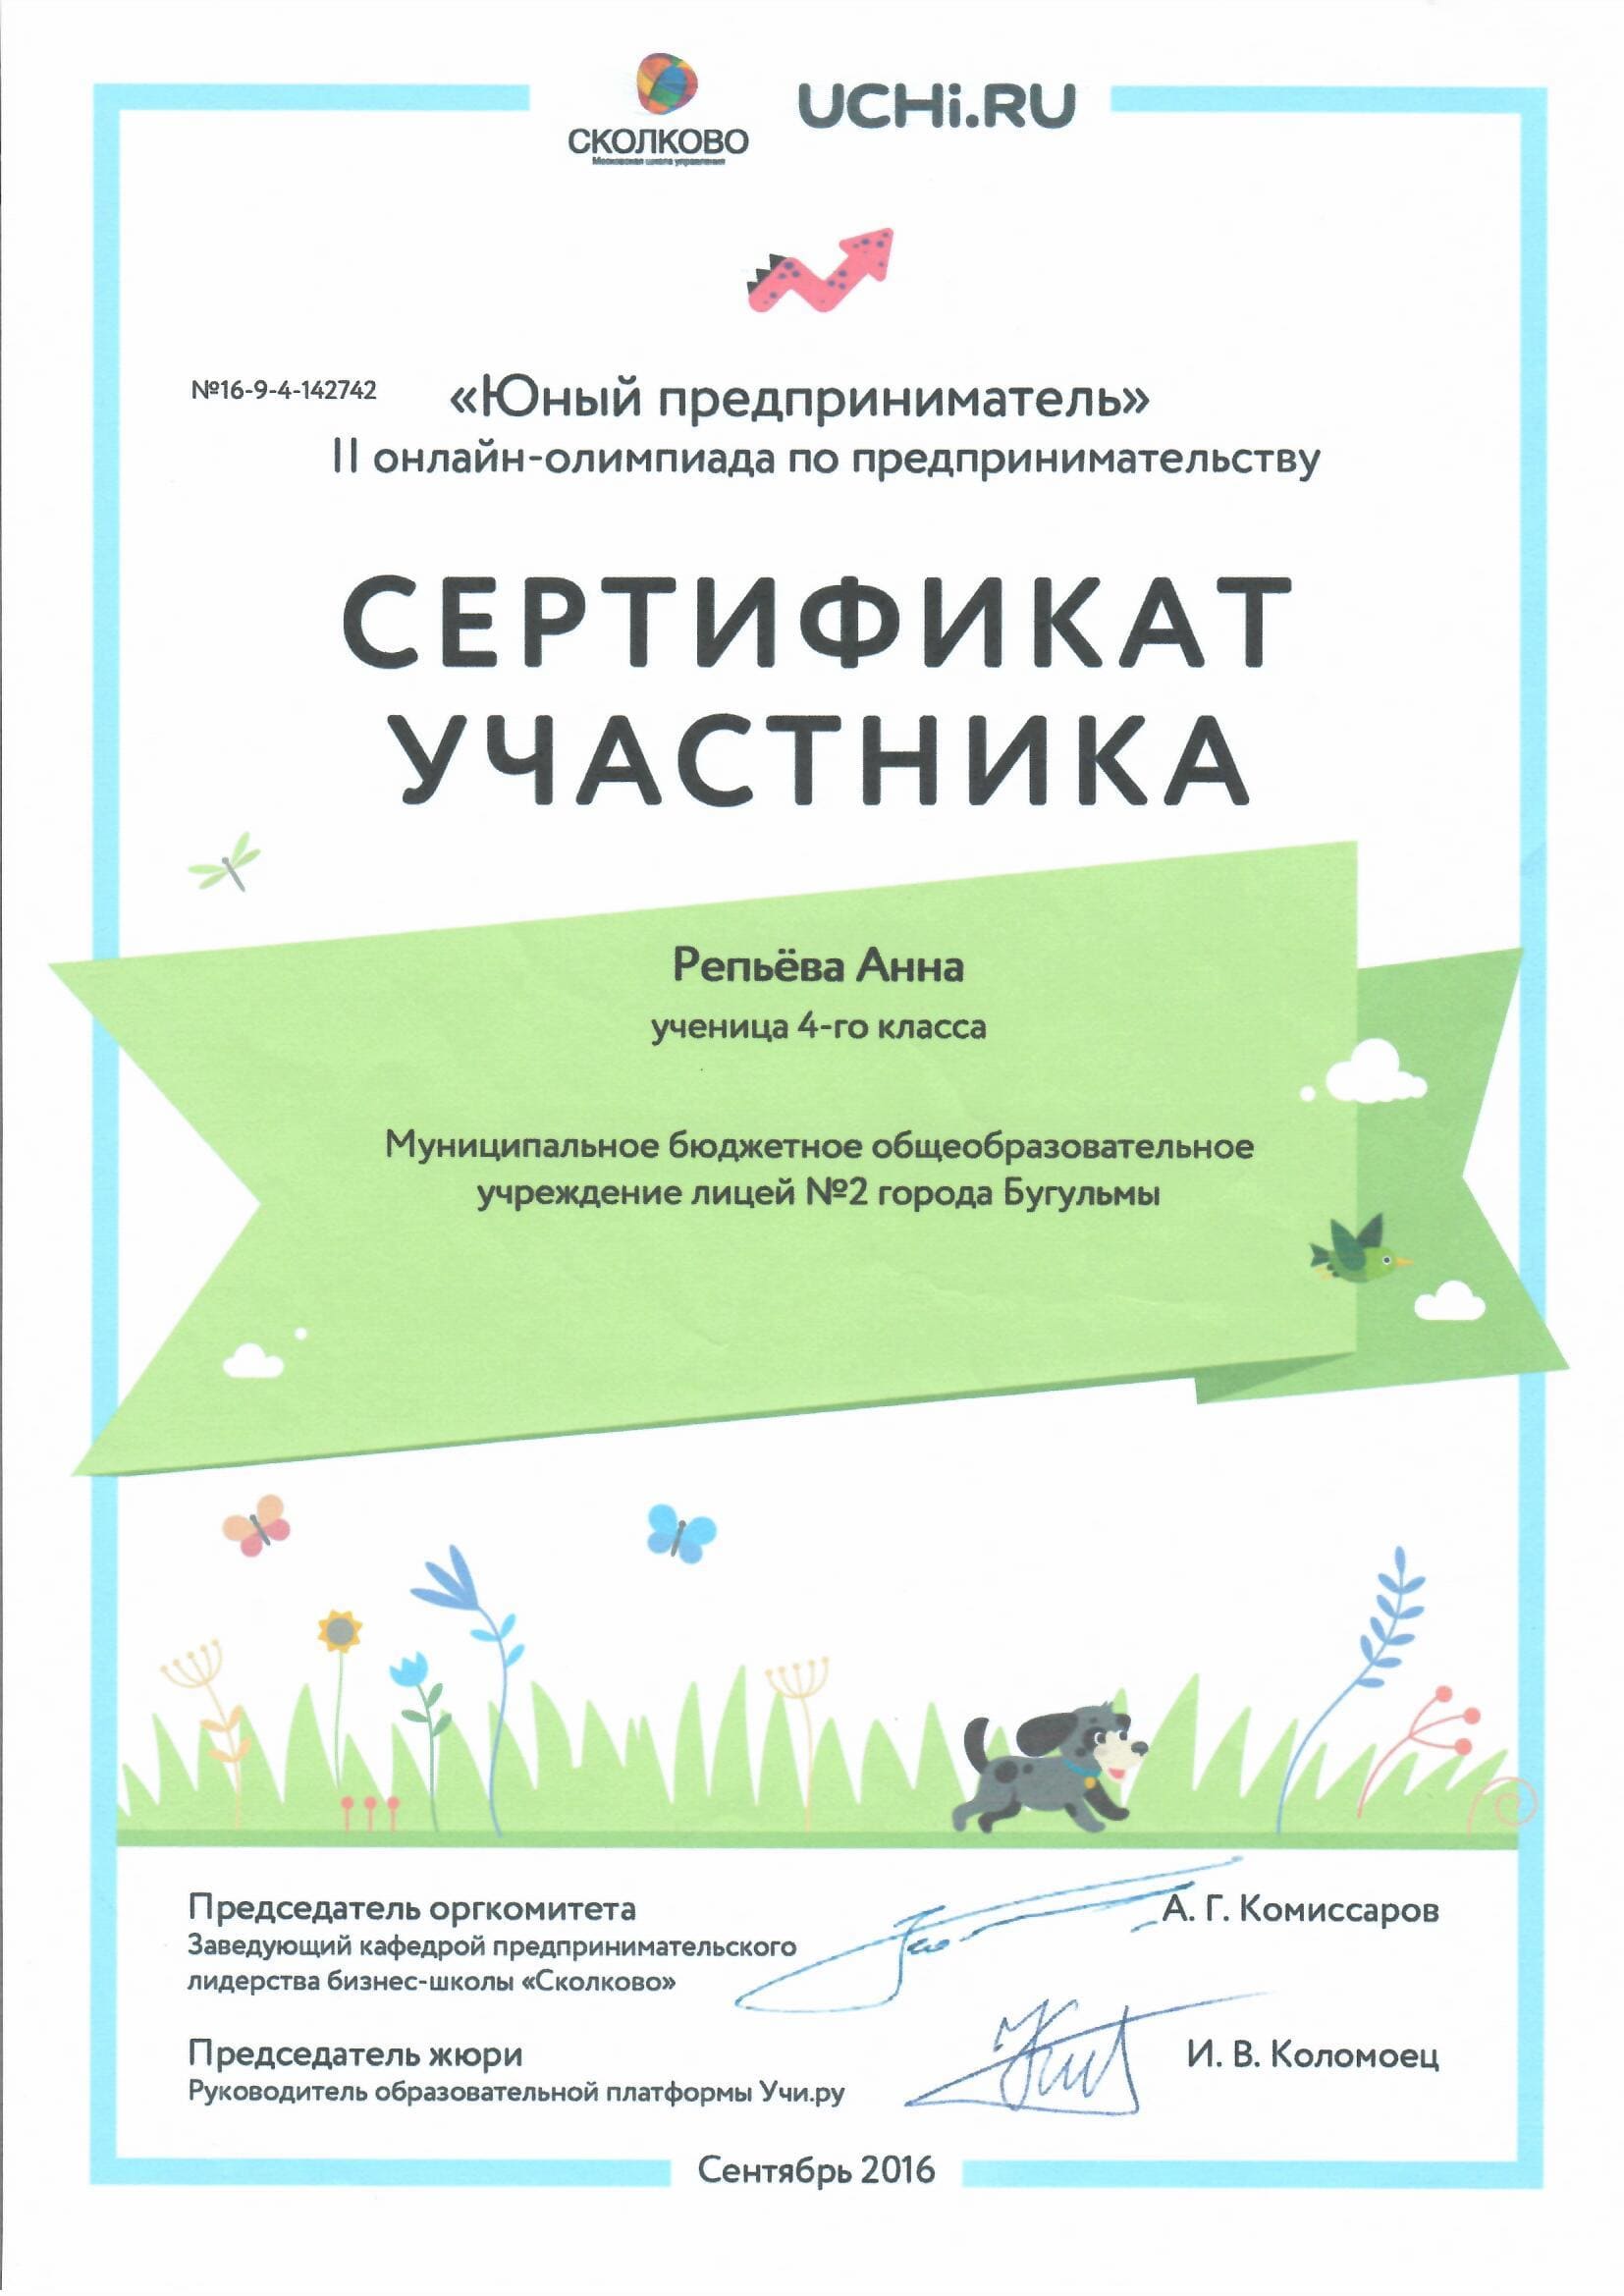 СКОЛКОВО
Московская школа управления
UCHi.RU
№16-9-4-142742
«Юный предприниматель»
II онлайн-олимпиада по предпринимательству
СЕРТИФИКАТ
УЧАСТНИКА
Репьёва Анна
ученица 4-го класса
Муниципальное бюджетное общеобразовательное
учреждение лицей №2 города Бугульмы
Председатель оргкомитета
А. Г. Комиссаров
Заведующий кафедрой предпринимательского
лидерства бизнес-школы «Сколково»
Председатель жюри
И. В. Коломоец
Руководитель образовательной платформы Учи.ру
Сентябрь 2016